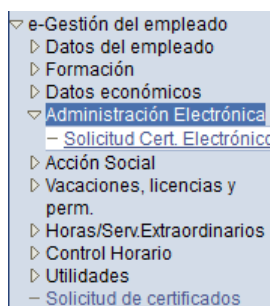 e-Gestión del empleado
Datos del empleado
Formación
Datos económicos
Administración Electrónica
Solicitud Cert. Electrónico
Acción Social
Vacaciones, licencias y
perm.
Horas/Serv.Extraordinarios
Control Horario
Utilidades
Solicitud de certificados